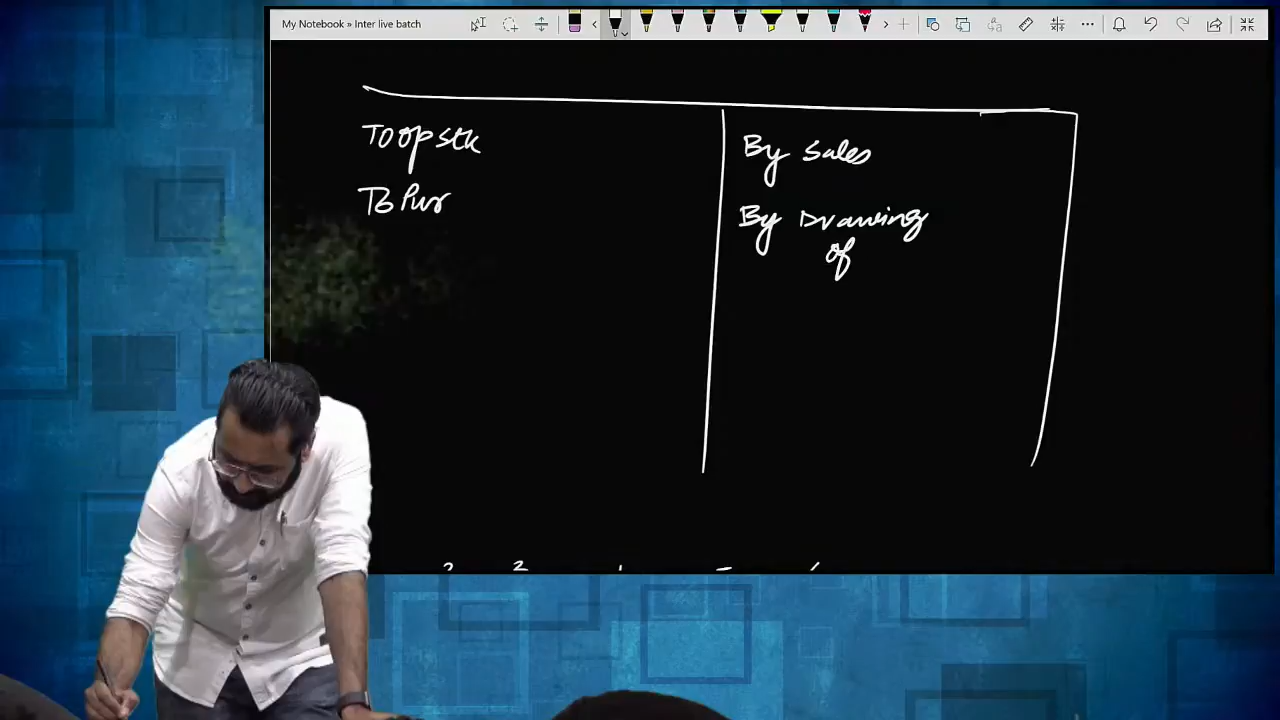 My Notebook » Inter live batch
To op stk
By Sales
To Pur
By Drawing
of